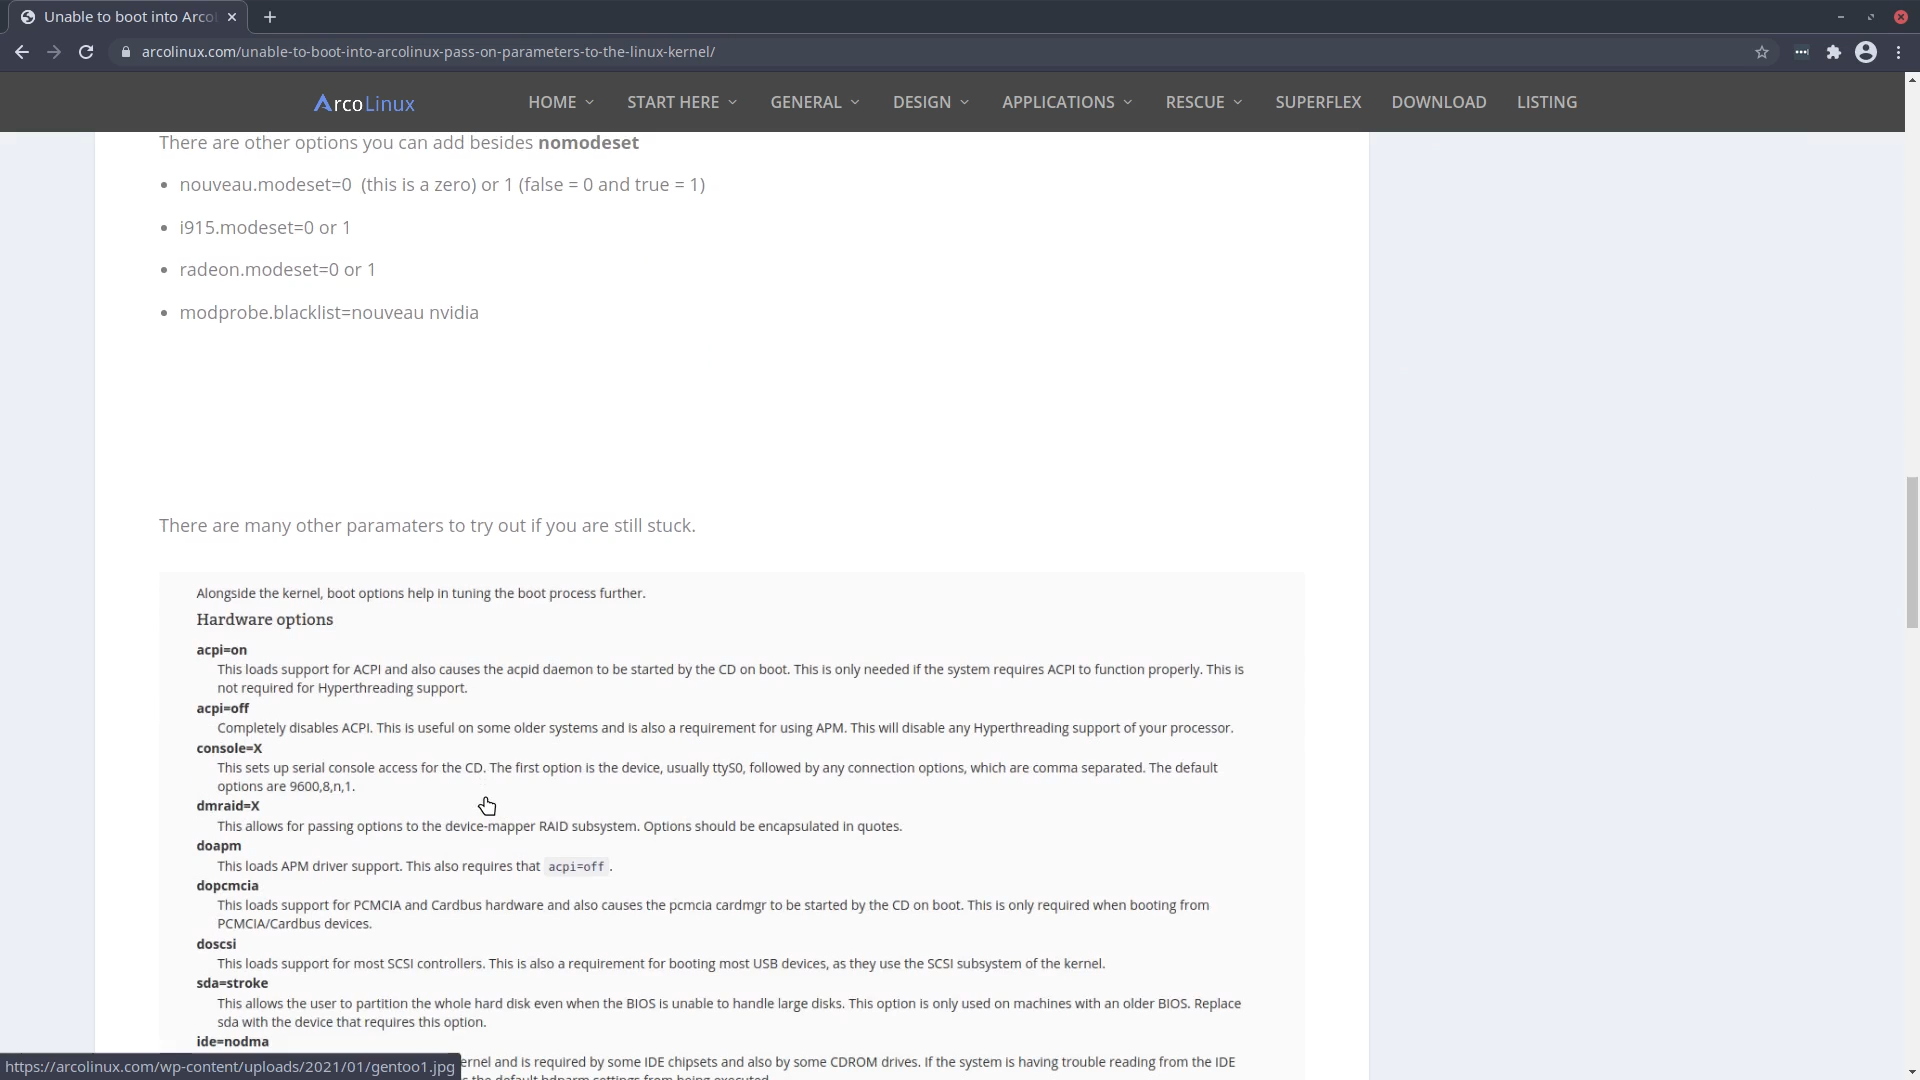 Unable to boot into Arco
arcolinux.com/unable-to-boot-into-arcolinux-pass-on-parameters-to-the-linux-kernel/
ArcoLinux HOME START HERE GENERAL DESIGN APPLICATIONS RESCUE SUPERFLEX DOWNLOAD LISTING
There are other options you can add besides nomodeset
• nouveau.modeset=0 (this is a zero) or 1 (false = 0 and true = 1)
• i915.modeset=0 or 1
• radeon.modeset=0 or 1
• modprobe.blacklist=nouveau nvidia
There are many other paramaters to try out if you are still stuck.
Alongside the kernel, boot options help in tuning the boot process further.
Hardware options
acpi=on
This loads support for ACPI and also causes the acpid daemon to be started by the CD on boot. This is only needed if the system requires ACPI to function properly. This is
not required for Hyperthreading support.
acpi=off
Completely disables ACPI. This is useful on some older systems and is also a requirement for using APM. This will disable any Hyperthreading support of your processor.
console=X
This sets up serial console access for the CD. The first option is the device, usually ttyS0, followed by any connection options, which are comma separated. The default
options are 9600,8,n,1.
dmraid=X
This allows for passing options to the device-mapper RAID subsystem. Options should be encapsulated in quotes.
doapm
This loads APM driver support. This also requires that acpi=off .
dopcmcia
This loads support for PCMCIA and Cardbus hardware and also causes the pcmcia cardmgr to be started by the CD on boot. This is only required when booting from
PCMCIA/Cardbus devices.
doscsi
This loads support for most SCSI controllers. This is also a requirement for booting most USB devices, as they use the SCSI subsystem of the kernel.
sda=stroke
This allows the user to partition the whole hard disk even when the BIOS is unable to handle large disks. This option is only used on machines with an older BIOS. Replace
sda with the device that requires this option.
ide=nodma
ernel and is required by some IDE chipsets and also by some CDROM drives. If the system is having trouble reading from the IDE
https://arcolinux.com/wp-content/uploads/2021/01/gentoo1.jpg